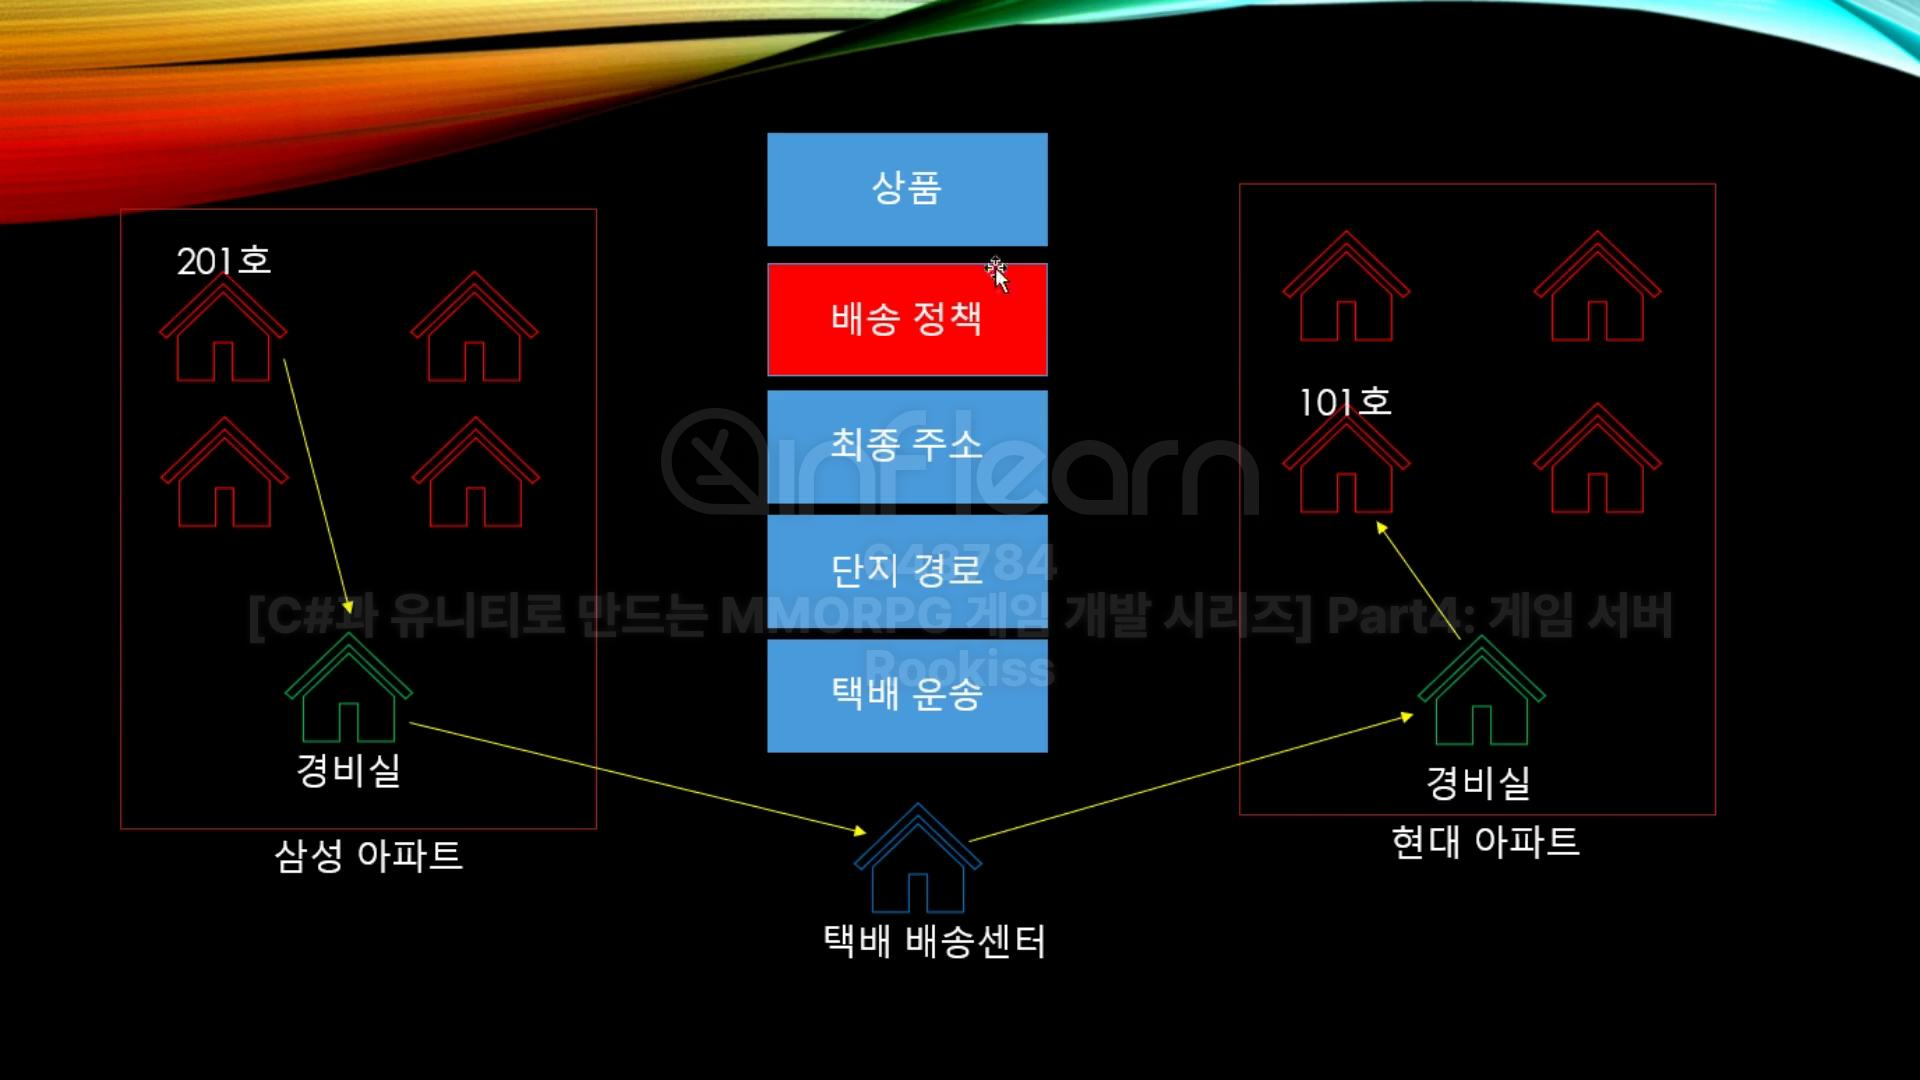 상품
201호
배송 정책
101호
최종 주소
inflearn
단지 경로
[C#과 유니티로 만드는 MMORPG 게임 개발 시리즈] Part4: 게임 서버
Rookiss
택배 운송
경비실
경비실
삼성 아파트
현대 아파트
택배 배송센터